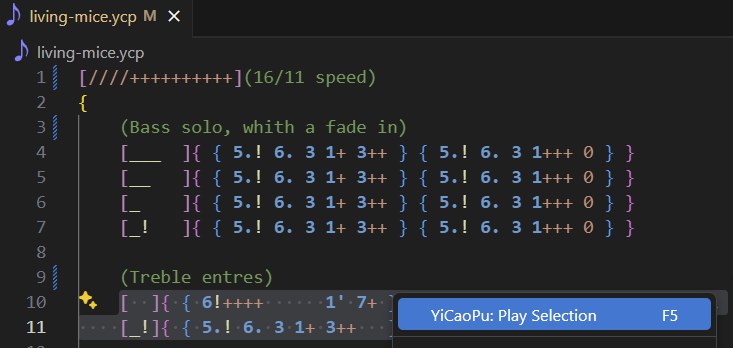 living-mice.ycp M ×
living-mice.ycp
1 [////++++++++++](16/11 speed)
2 {
3 (Bass solo, whith a fade in)
4 [___ ]{ { 5.! 6. 3 1+ 3++ } { 5.! 6. 3 1+++ 0 } }
5 [__ ]{ { 5.! 6. 3 1+ 3++ } { 5.! 6. 3 1+++ 0 } }
6 [_ ]{ { 5.! 6. 3 1+ 3++ } { 5.! 6. 3 1+++ 0 } }
7 [_! ]{ { 5.! 6. 3 1+ 3++ } { 5.! 6. 3 1+++ 0 } }
8
9 (Treble entres)
10 [ ]{ { 6!++++ 1' 7+ }
11 [_!]{ { 5.! 6. 3 1+ 3++
YiCaoPu: Play Selection F5